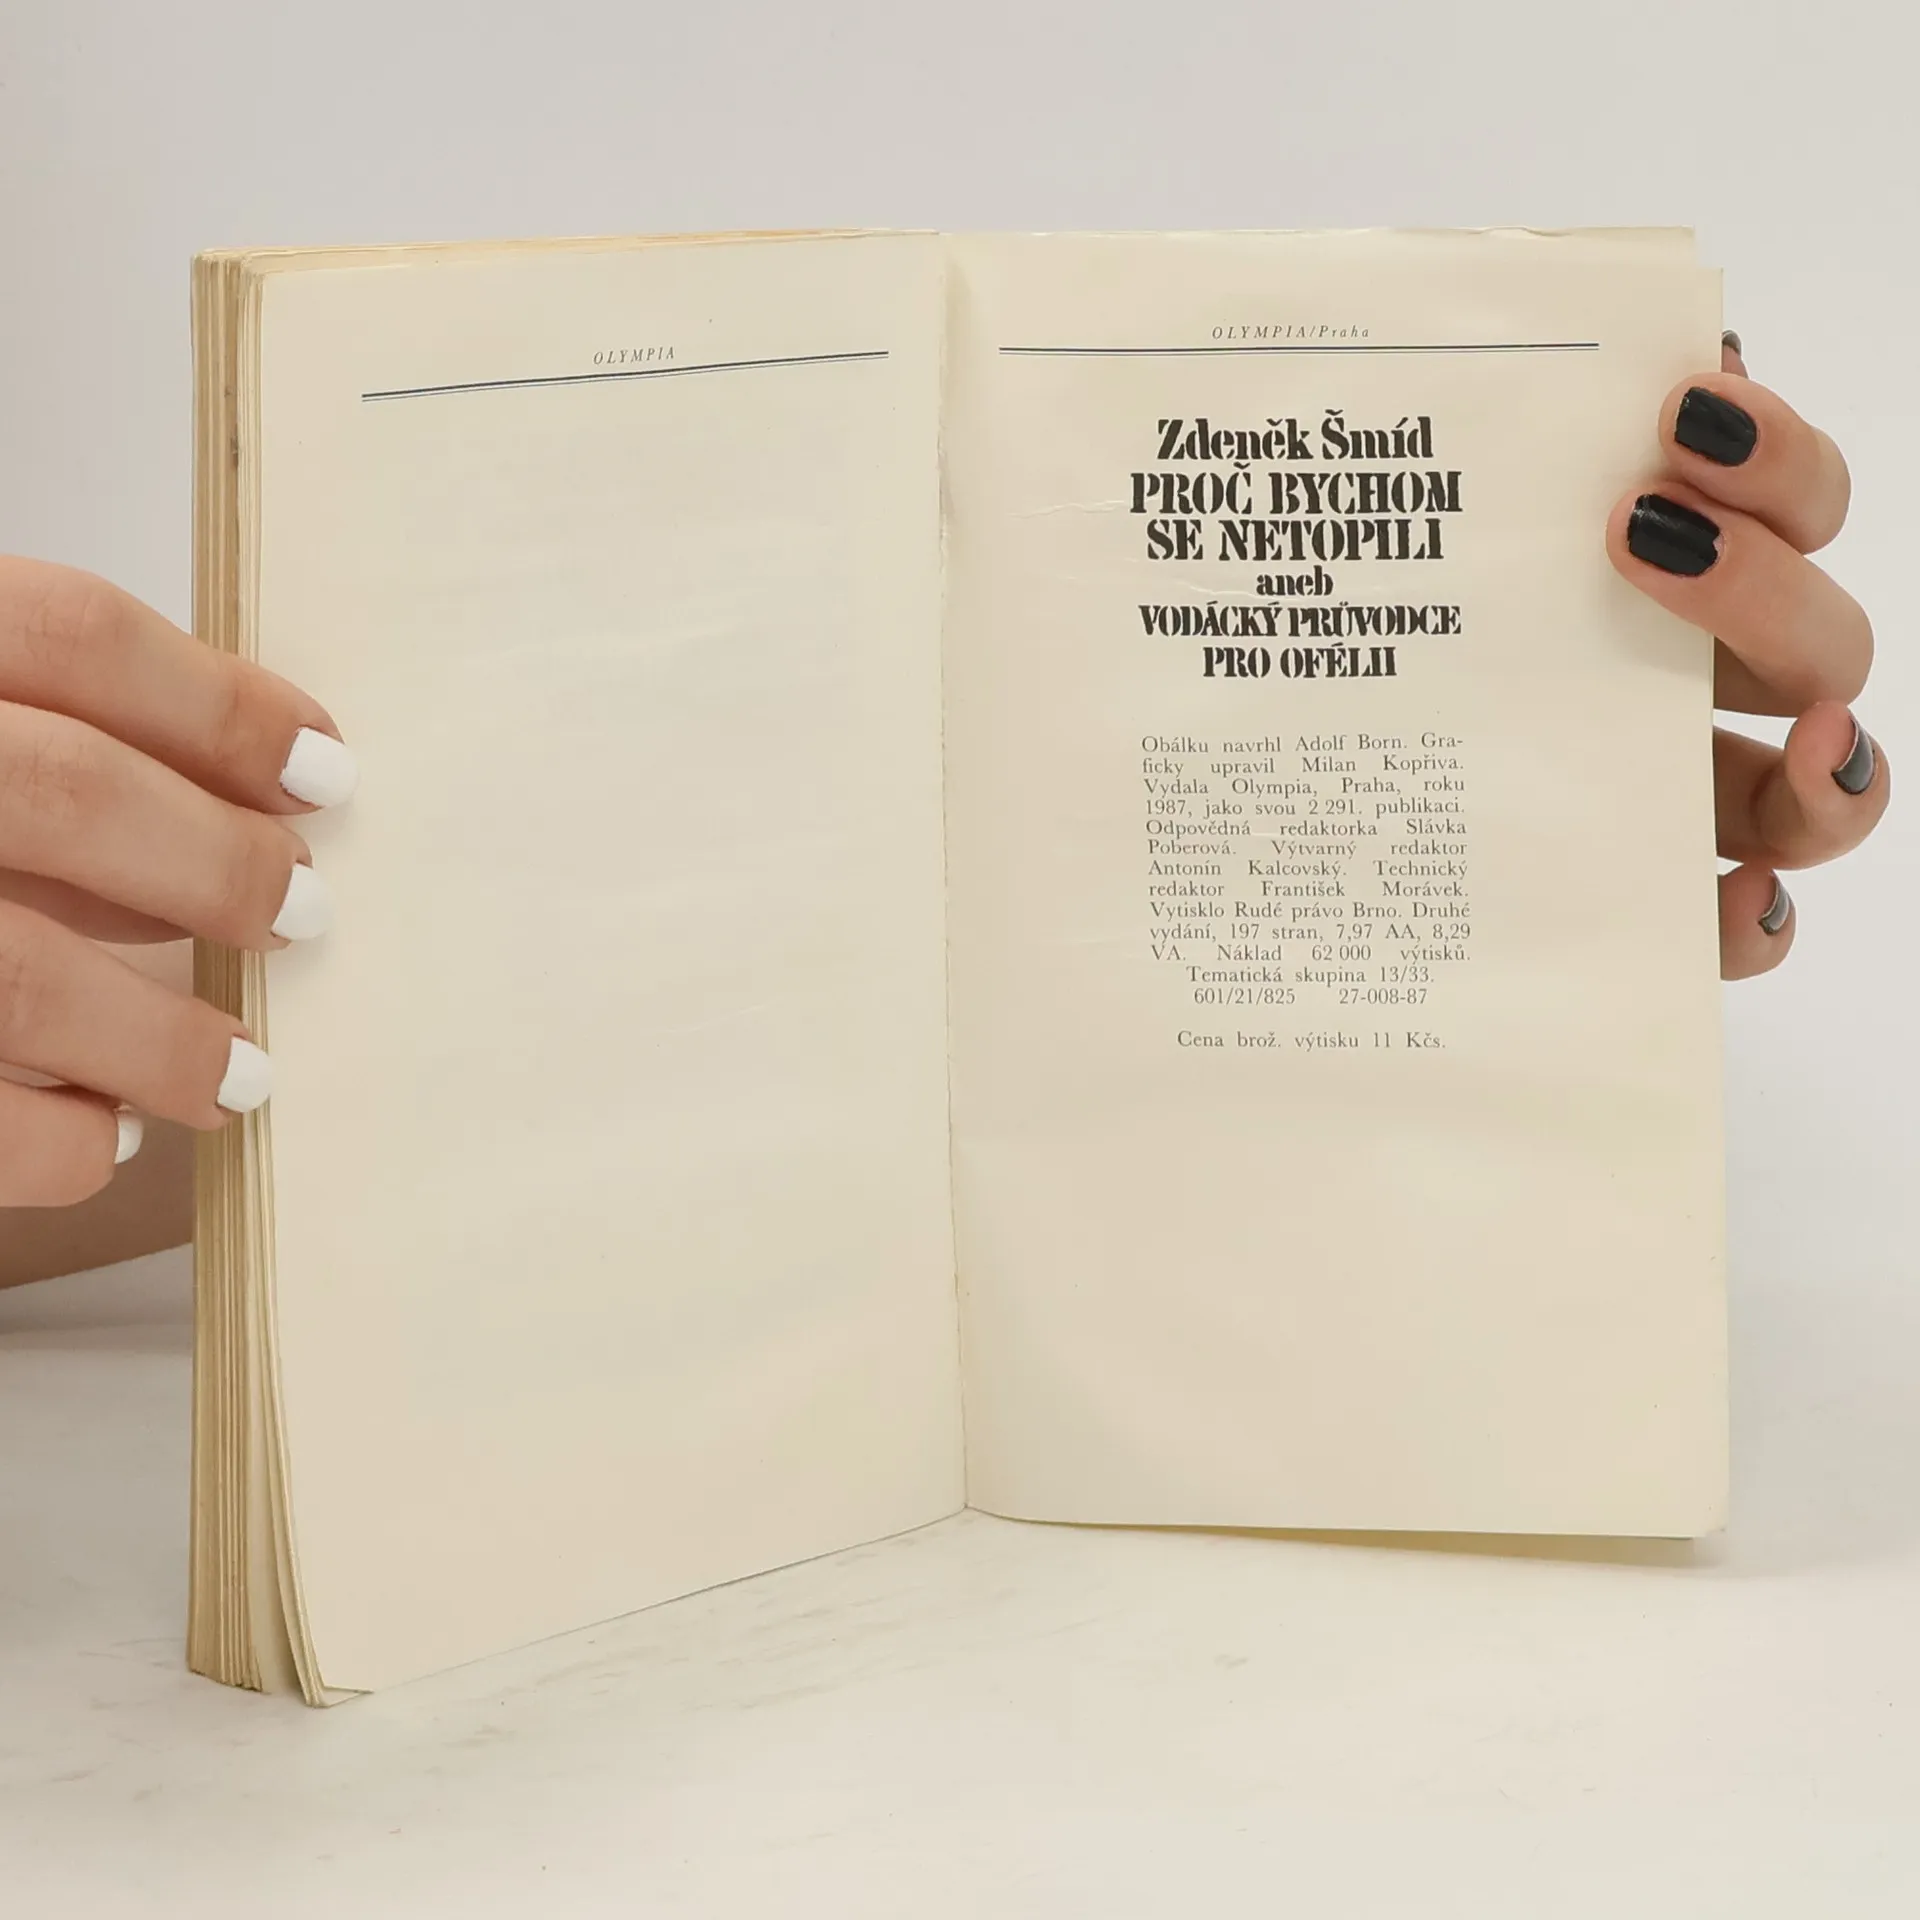 OLYMPIA
OLYMPIA/Praha
Zdeněk Šmíd
PROČ BYCHOM
SE NETOPILI
aneb
VODÁCKÝ PRŮVODCE
PRO OFÉLII
Obálku navrhl Adolf Born. Gra-
ficky upravil Milan Kopřiva.
Vydala Olympia, Praha, roku
1987, jako svou 2 291. publikaci.
Odpovědná redaktorka Slávka
Poberová. Výtvarný redaktor
Antonín Kalcovský. Technický
redaktor František Morávek.
Vytisklo Rudé právo Brno. Druhé
vydání, 197 stran, 7,97 AA, 8,29
VA. Náklad 62 000 výtisků.
Tematická skupina 13/33.
601/21/825 27-008-87
Cena brož. výtisku 11 Kčs.